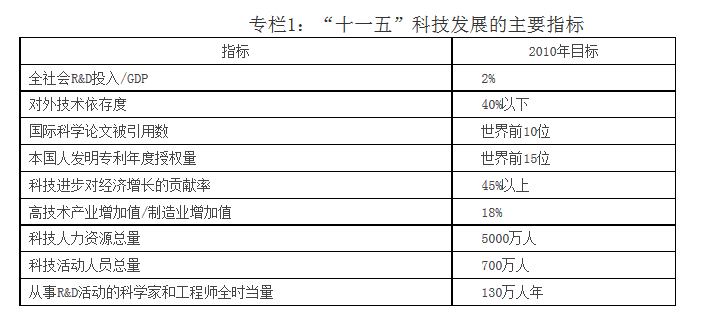 专栏1：“十一五”科技发展的主要指标
指标 2010年目标
全社会R&D投入/GDP 2%
对外技术依存度 40%以下
国际科学论文被引用数 世界前10位
本国人发明专利年度授权量 世界前15位
科技进步对经济增长的贡献率 45%以上
高技术产业增加值/制造业增加值 18%
科技人力资源总量 5000万人
科技活动人员总量 700万人
从事R&D活动的科学家和工程师全时当量 130万人年